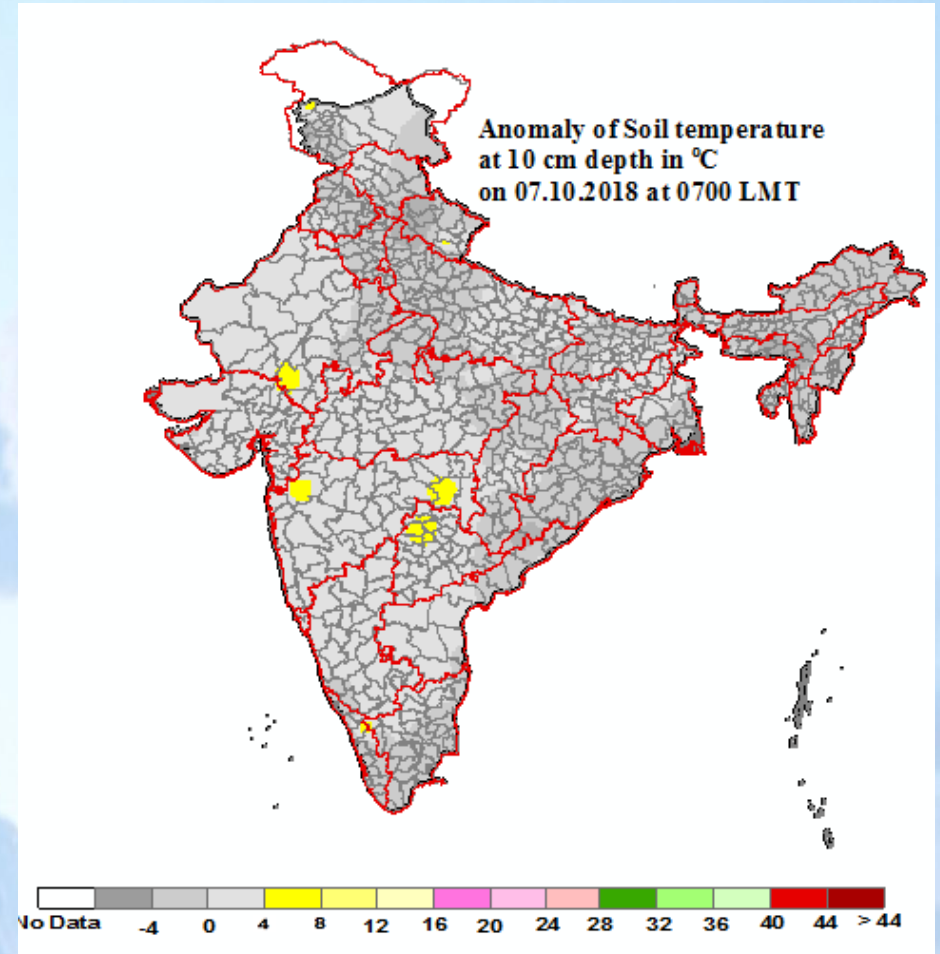 Anomaly of Soil temperature
at 10 cm depth in °C
on 07.10.2018 at 0700 LMT
No Data -4 0 4 8 12 16 20 24 28 32 36 40 44 > 44